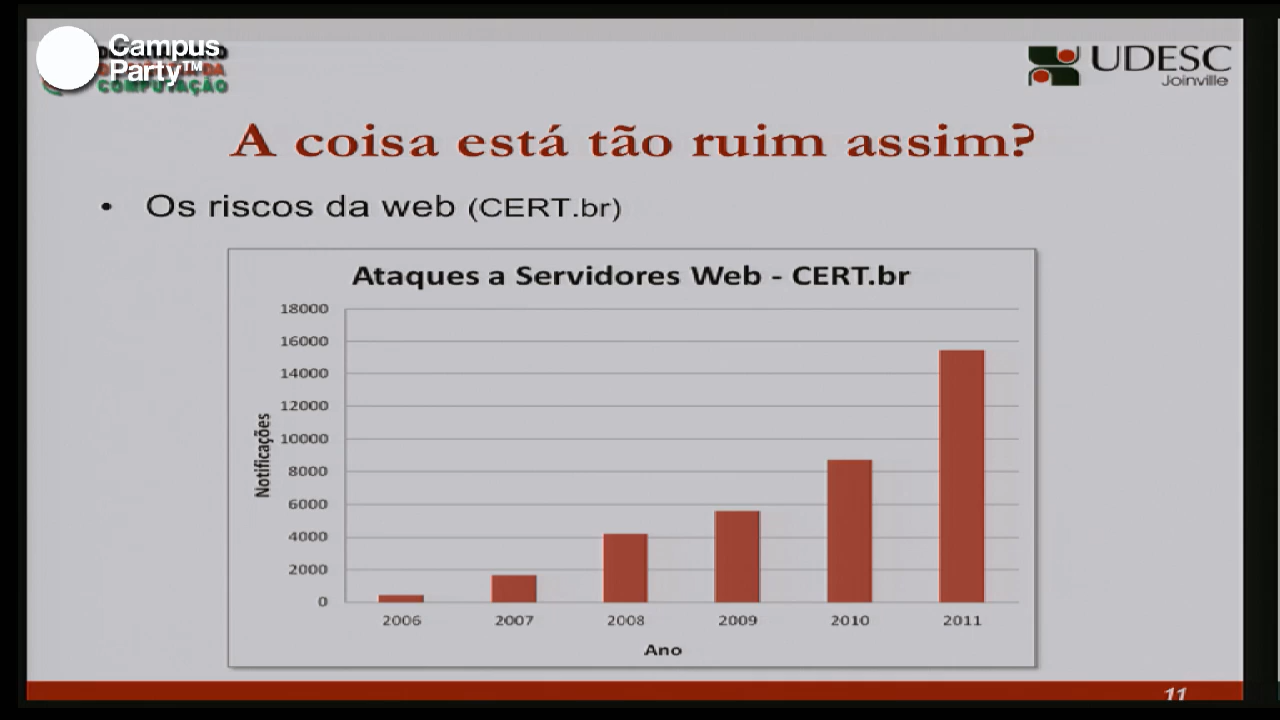 Campus
Party™
COMPUTAÇÃO
UDESC
Joinville
A coisa está tão ruim assim?
• Os riscos da web (CERT.br)
Ataques a Servidores Web - CERT.br
Notificações
18000
16000
14000
12000
10000
8000
6000
4000
2000
0
2006 2007 2008 2009 2010 2011
Ano
11